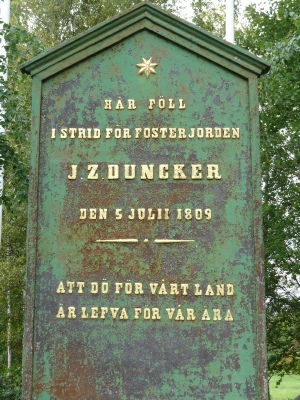 HÄR FÖLL
I STRID FÖR FOSTERJORDEN
J. Z. DUNCKER
DEN 5 JULII 1809
ATT DÖ FÖR VÅRT LAND
ÄR LEFVA FÖR VÅR ÄRA